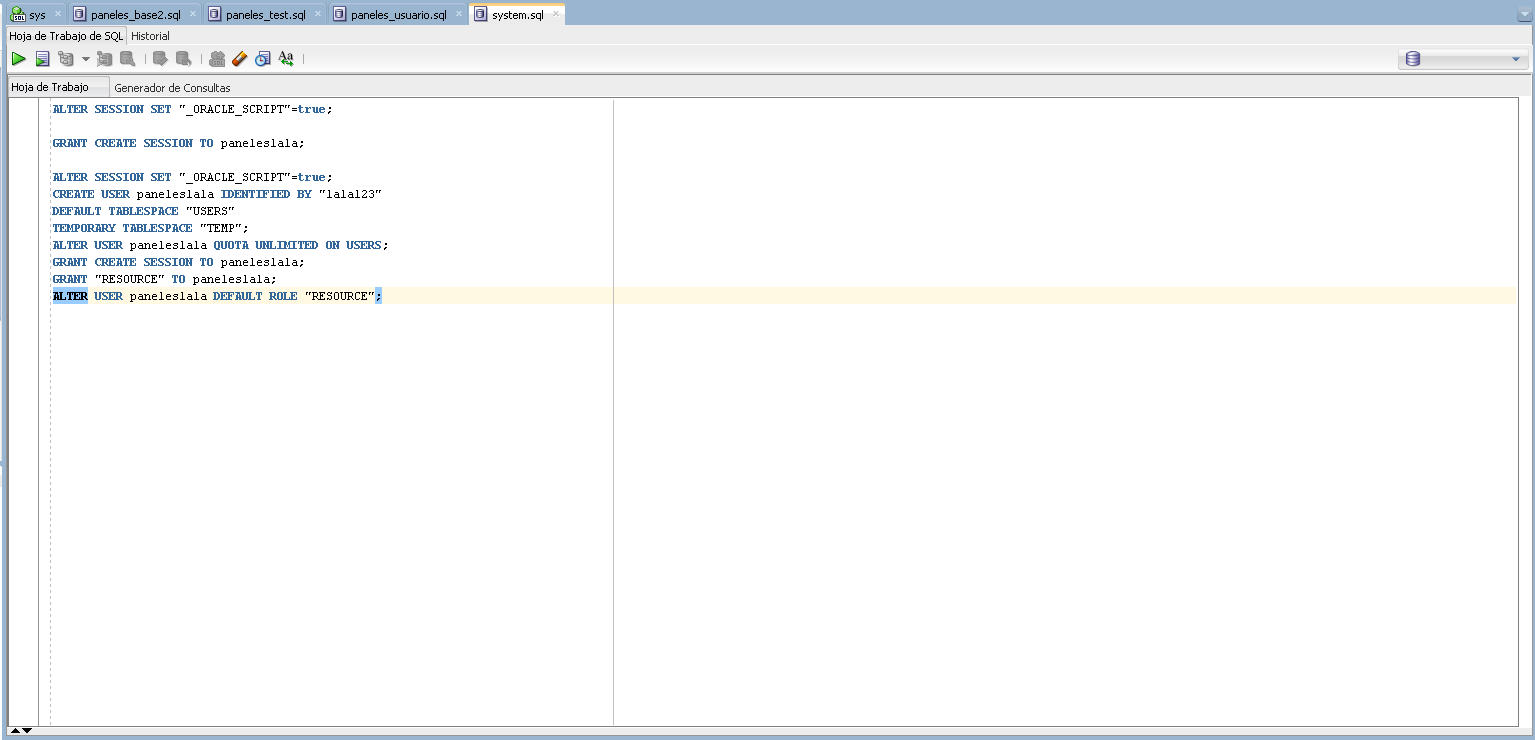 sys
paneles_base2.sql
paneles_test.sql
paneles_usuario.sql
system.sql
Hoja de Trabajo de SQL
Historial
Hoja de Trabajo
Generador de Consultas
ALTER SESSION SET "_ORACLE_SCRIPT"=true;
GRANT CREATE SESSION TO paneleslala;
ALTER SESSION SET "_ORACLE_SCRIPT"=true;
CREATE USER paneleslala IDENTIFIED BY "lala123"
DEFAULT TABLESPACE "USERS"
TEMPORARY TABLESPACE "TEMP";
ALTER USER paneleslala QUOTA UNLIMITED ON USERS;
GRANT CREATE SESSION TO paneleslala;
GRANT "RESOURCE" TO paneleslala;
ALTER USER paneleslala DEFAULT ROLE "RESOURCE";